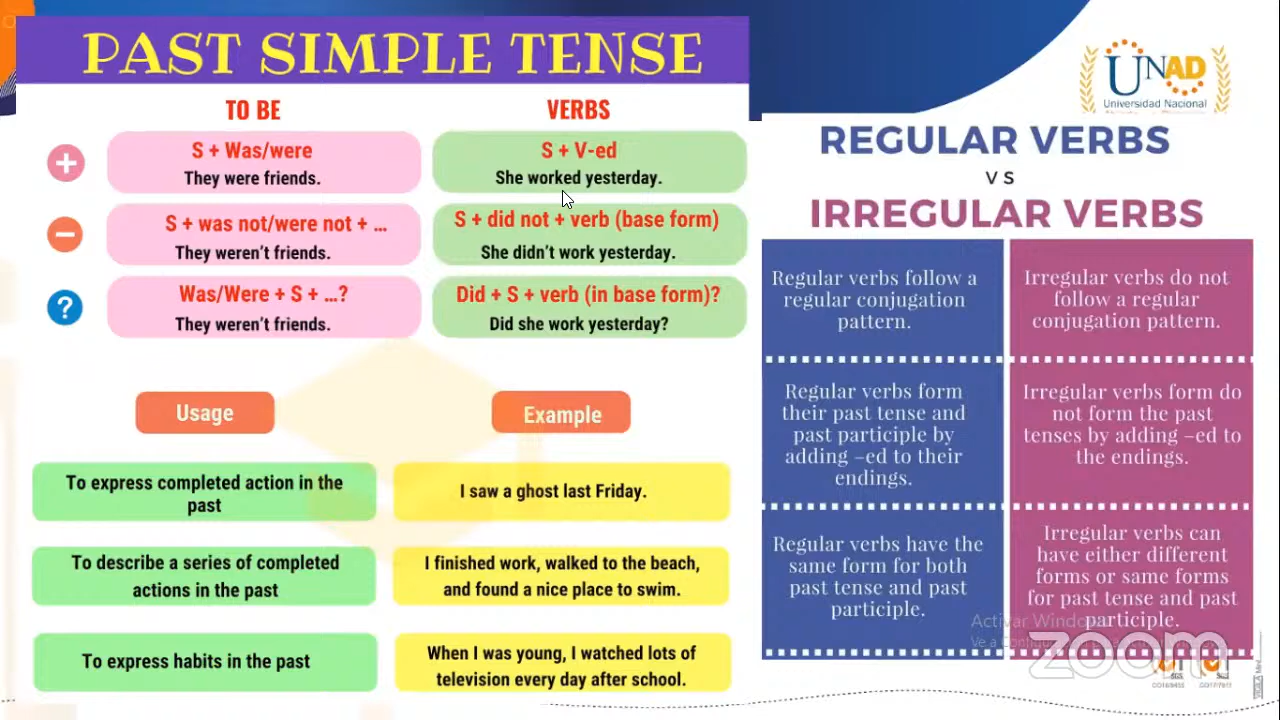 PAST SIMPLE TENSE
TO BE
VERBS
+
S + Was/were
They were friends.
S + V-ed
She worked yesterday.
−
S + was not/were not + ...
They weren't friends.
S + did not + verb (base form)
She didn't work yesterday.
?
Was/Were + S + ...?
They weren't friends.
Did + S + verb (in base form)?
Did she work yesterday?
Usage
Example
To express completed action in the
past
I saw a ghost last Friday.
To describe a series of completed
actions in the past
I finished work, walked to the beach,
and found a nice place to swim.
To express habits in the past
When I was young, I watched lots of
television every day after school.
UNAD
Universidad Nacional
REGULAR VERBS
VS
IRREGULAR VERBS
Regular verbs follow a
regular conjugation
pattern.
Irregular verbs do not
follow a regular
conjugation pattern.
Regular verbs form
their past tense and
past participle by
adding –ed to their
endings.
Irregular verbs form do
not form the past
tenses by adding –ed to
the endings.
Regular verbs have the
same form for both
past tense and past
participle.
Irregular verbs can
have either different
forms or same forms
for past tense and past
participle.
Activar Windows
zoom